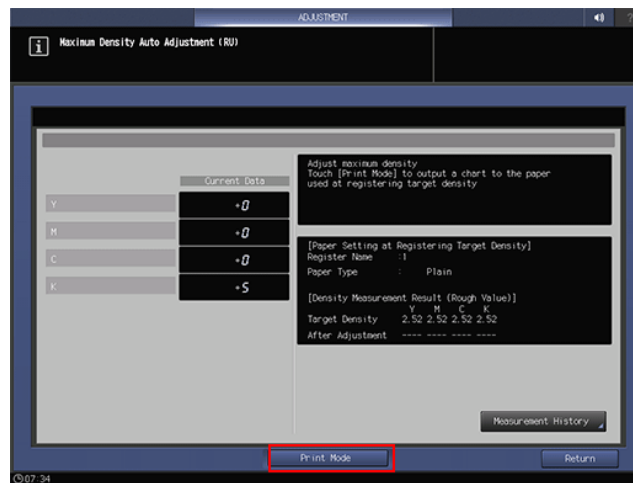 ADJUSTMENT
Maximum Density Auto Adjustment (RU)
Adjust maximum density
Touch [Print Mode] to output a chart to the paper
used at registering target density
Current Data
Y +0
M +0
C +0
K +5
[Paper Setting at Registering Target Density]
Register Name :1
Paper Type : Plain
[Density Measurement Result (Rough Value)]
Y M C K
Target Density 2.52 2.52 2.52 2.52
After Adjustment ---- ---- ---- ----
Measurement History
Print Mode
Return
07:34